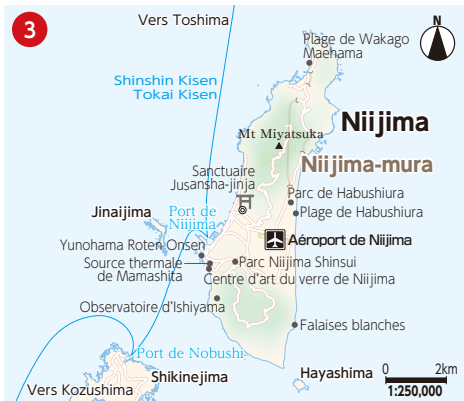 3
Vers Toshima
N
Plage de Wakago
Maehama
Shinshin Kisen
Tokai Kisen
Niijima
Mt Miyatsuka
Niijima-mura
Sanctuaire
Jusansha-jinja
Parc de Habushiura
Jinaijima
Port de
Niijima
Plage de Habushiura
Aéroport de Niijima
Yunohama Roten Onsen
Source thermale
de Mamashita
Parc Niijima Shinsui
Centre d'art du verre de Niijima
Observatoire d'Ishiyama
Falaises blanches
Port de Nobushi
Shikinejima
Hayashima
0 2km
1:250,000
Vers Kozushima